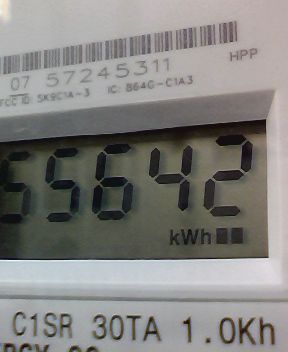 07 57245311
HPP
FCC ID: SK9C1A-3 IC: 864G-C1A3
55642
kWh
C1SR 30TA 1.0Kh